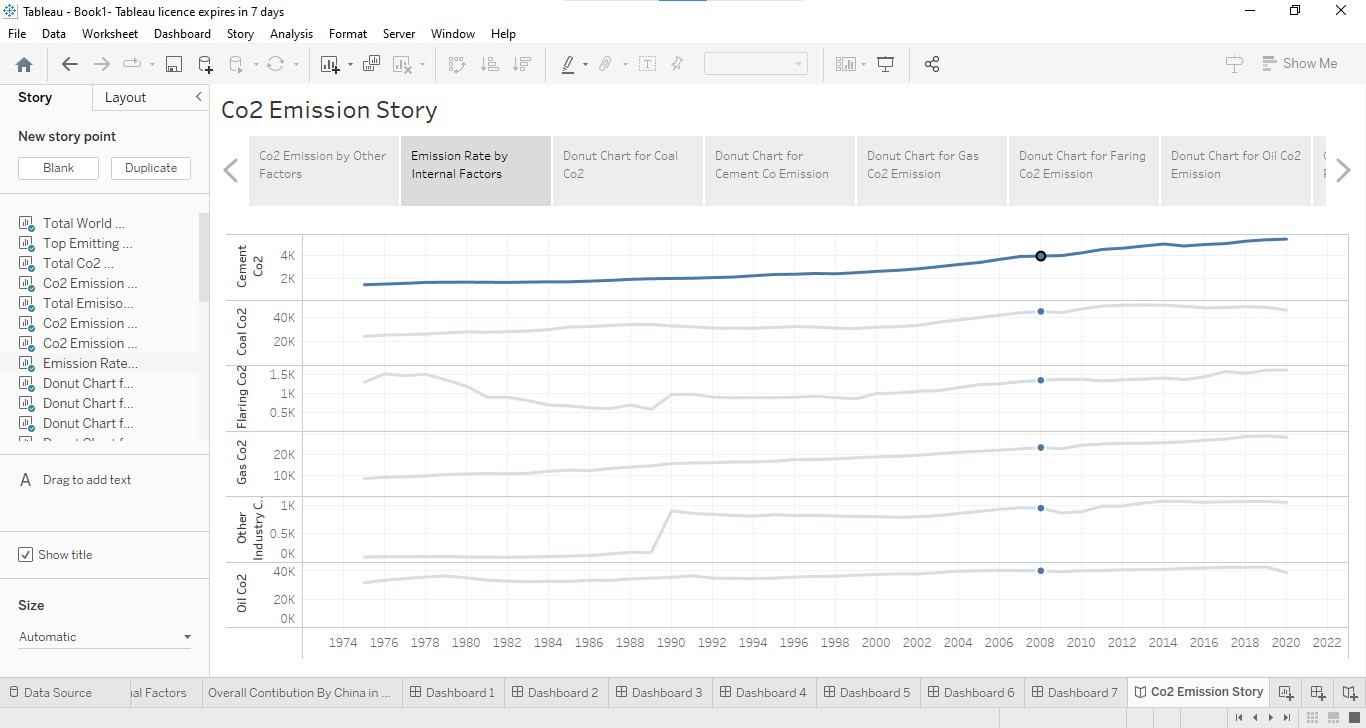 Tableau - Book1- Tableau licence expires in 7 days
File Data Worksheet Dashboard Story Analysis Format Server Window Help
Show Me
Story Layout
New story point
Blank Duplicate
Total World ...
Top Emitting ...
Total Co2 ...
Co2 Emission ...
Total Emisiso...
Co2 Emission ...
Co2 Emission ...
Emission Rate...
Donut Chart f...
Donut Chart f...
Donut Chart f...
A Drag to add text
Show title
Size
Automatic
Co2 Emission Story
Co2 Emission by Other
Factors
Emission Rate by
Internal Factors
Donut Chart for Coal
Co2
Donut Chart for
Cement Co Emission
Donut Chart for Gas
Co2 Emission
Donut Chart for Faring
Co2 Emission
Donut Chart for Oil Co2
Emission
Cement
Co2
4K
2K
Coal Co2
40K
20K
Flaring Co2
1.5K
1K
0.5K
Gas Co2
20K
10K
Other
Industry C..
1K
0.5K
0K
Oil Co2
40K
20K
0K
1974 1976 1978 1980 1982 1984 1986 1988 1990 1992 1994 1996 1998 2000 2002 2004 2006 2008 2010 2012 2014 2016 2018 2020 2022
Data Source al Factors Overall Contibution By China in ... Dashboard 1 Dashboard 2 Dashboard 3 Dashboard 4 Dashboard 5 Dashboard 6 Dashboard 7 Co2 Emission Story